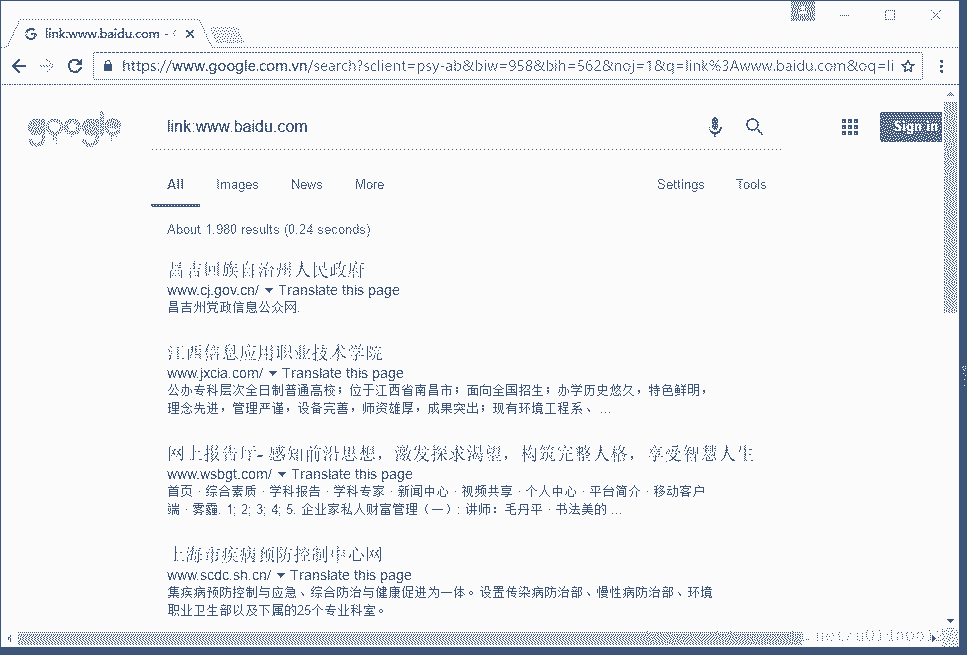 link:www.baidu.com -
https://www.google.com.vn/search?sclient=psy-ab&biw=958&bih=562&noj=1&q=link%3Awww.baidu.com&oq=li
Google
link:www.baidu.com
Sign in
All Images News More Settings Tools
About 1.980 results (0.24 seconds)
昌吉回族自治州人民政府
www.cj.gov.cn/ Translate this page
昌吉州党政信息公众网.
江西信息应用职业技术学院
www.jxcia.com/ Translate this page
公办专科层次全日制普通高校；位于江西省南昌市；面向全国招生；办学历史悠久，特色鲜明，
理念先进，管理严谨，设备完善，师资雄厚，成果突出；现有环境工程系、 ...
网上报告厅- 感知前沿思想，激发探求渴望，构筑完整人格，享受智慧人生
www.wsbgt.com/ Translate this page
首页 · 综合素质 · 学科报告 · 学科专家 · 新闻中心 · 视频共享 · 个人中心 · 平台简介 · 移动客户
端 · 雾霾. 1; 2; 3; 4; 5. 企业家私人财富管理（一）: 讲师：毛丹平 · 书法美的 ...
上海市疾病预防控制中心网
www.scdc.sh.cn/ Translate this page
集疾病预防控制与应急、综合防治与健康促进为一体。设置传染病防治部、慢性病防治部、环境
职业卫生部以及下属的25个专业科室。